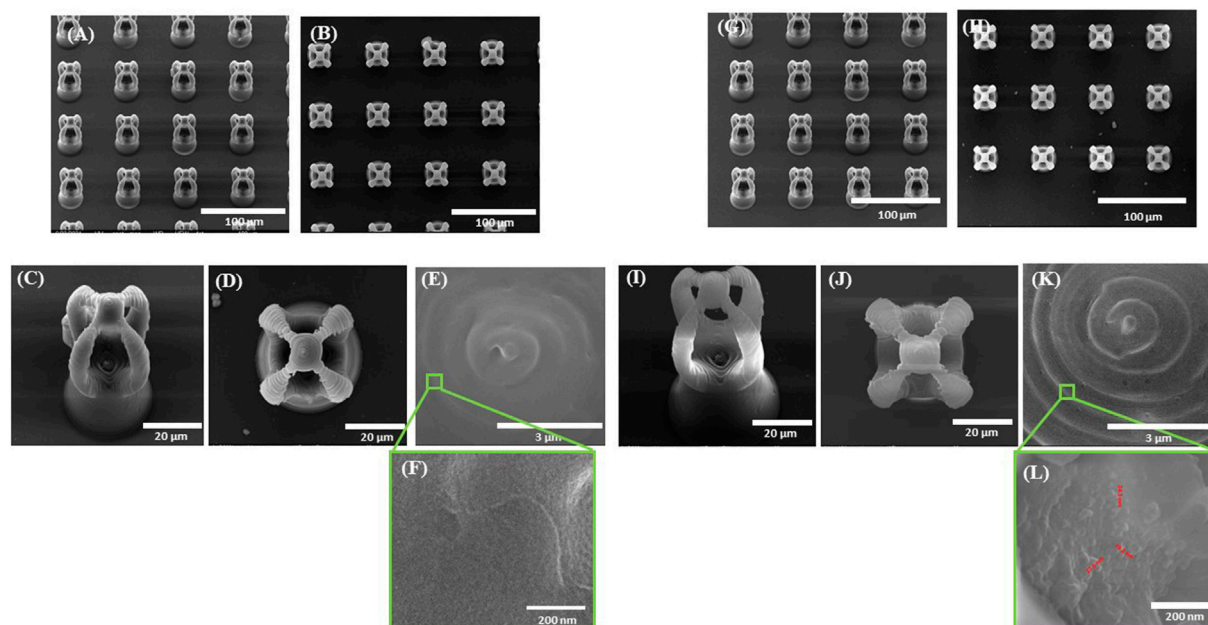 (A)
100 µm
(B)
100 µm
(G)
100 µm
(H)
100 µm
(C)
20 µm
(D)
20 µm
(E)
3 µm
(I)
20 µm
(J)
20 µm
(K)
3 µm
(F)
200 nm
(L)
200 nm